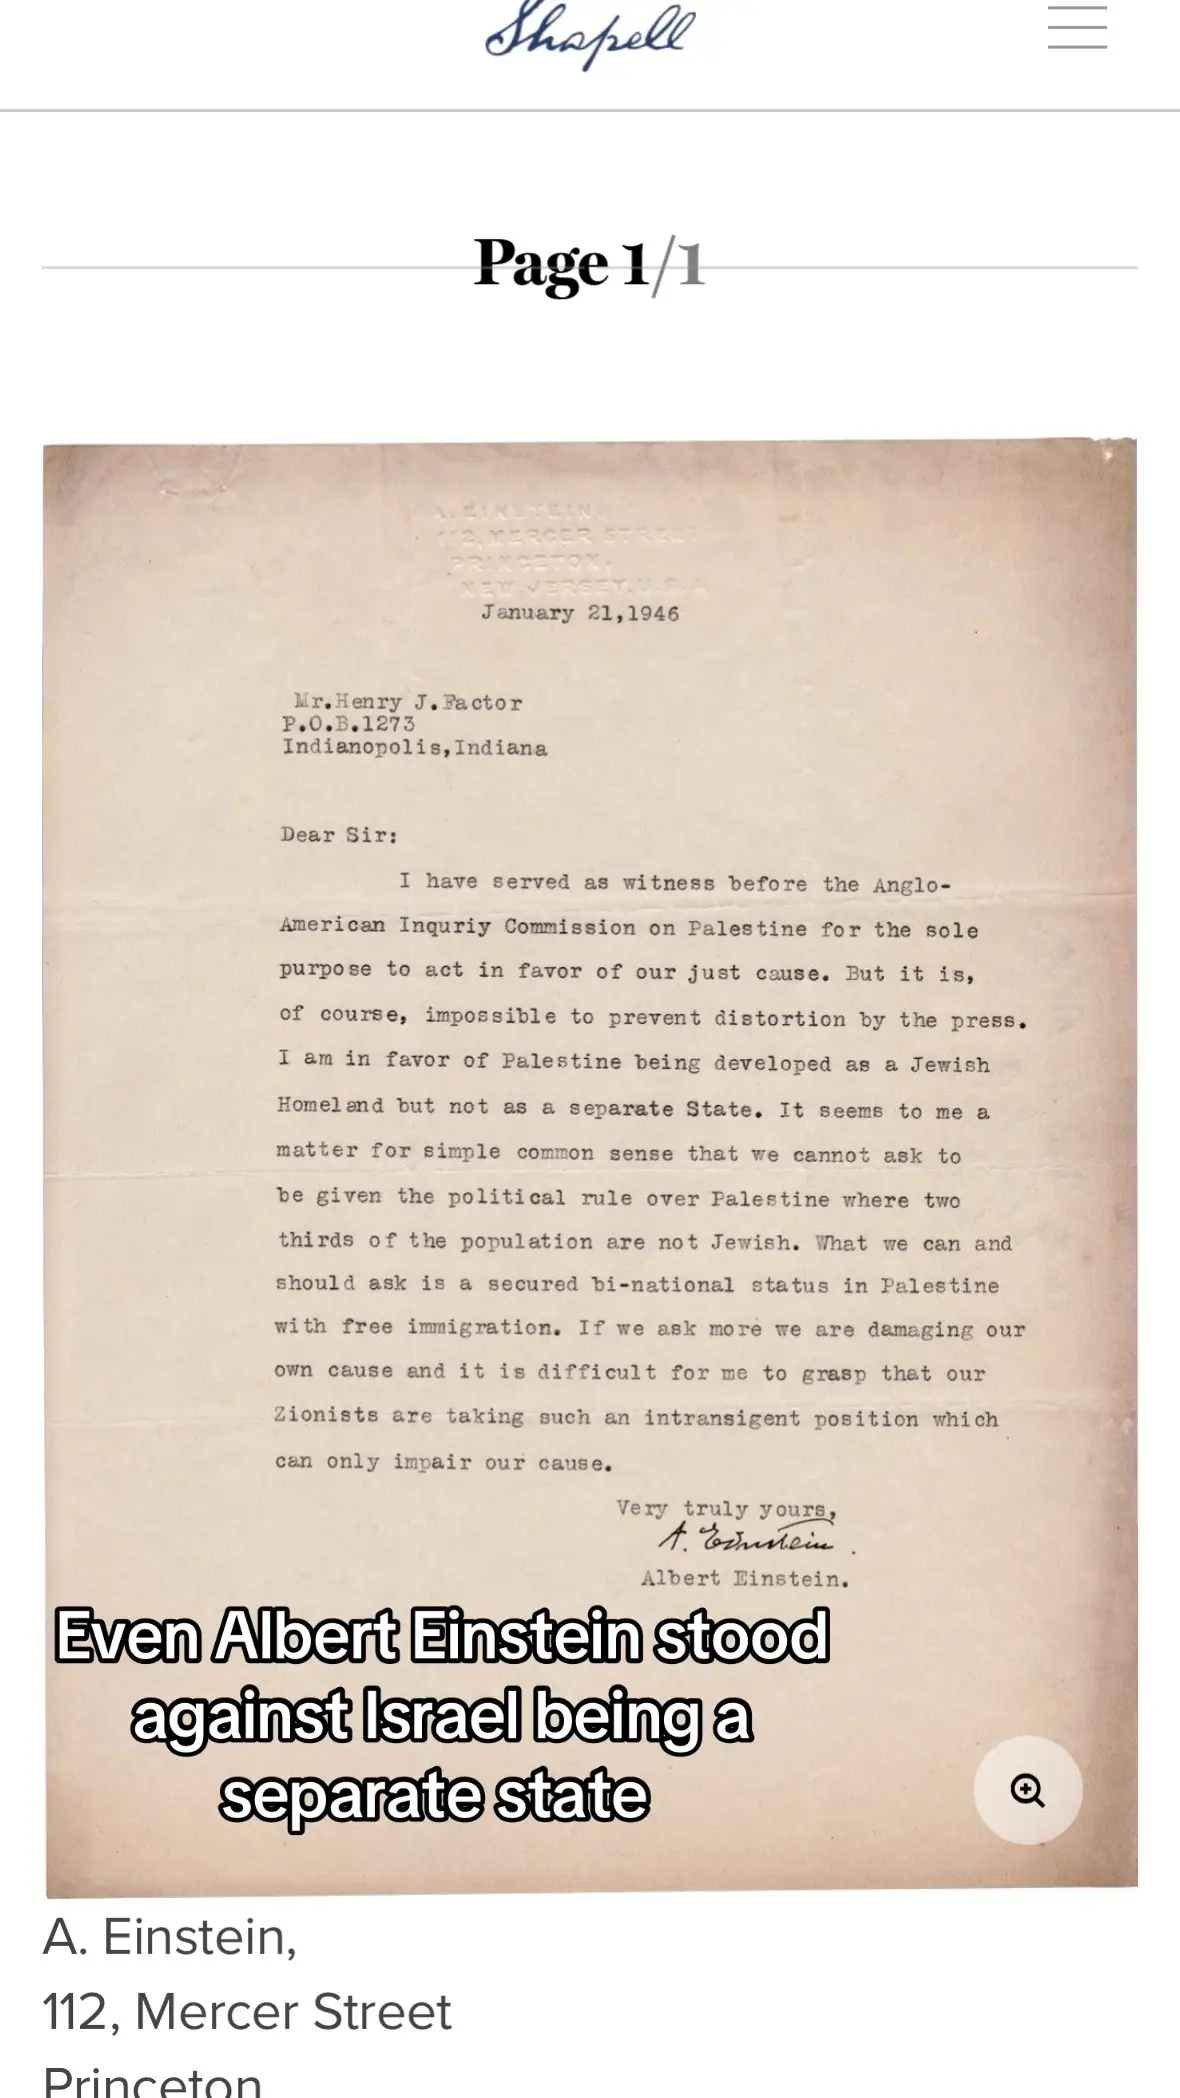 Shapell
Page 1/1
A. EINSTEIN,
112, MERCER STREET
PRINCETON,
NEW JERSEY, U.S.A
January 21,1946
Mr.Henry J.Factor
P.O.B.1273
Indianopolis,Indiana
Dear Sir:
I have served as witness before the Anglo-
American Inquriy Commission on Palestine for the sole
purpose to act in favor of our just cause. But it is,
of course, impossible to prevent distortion by the press.
I am in favor of Palestine being developed as a Jewish
Homeland but not as a separate State. It seems to me a
matter for simple common sense that we cannot ask to
be given the political rule over Palestine where two
thirds of the population are not Jewish. What we can and
should ask is a secured bi-national status in Palestine
with free immigration. If we ask more we are damaging our
own cause and it is difficult for me to grasp that our
Zionists are taking such an intransigent position which
can only impair our cause.
Very truly yours,
A. Einstein.
Albert Einstein.
Even Albert Einstein stood
against Israel being a
separate state
A. Einstein,
112, Mercer Street
Princeton